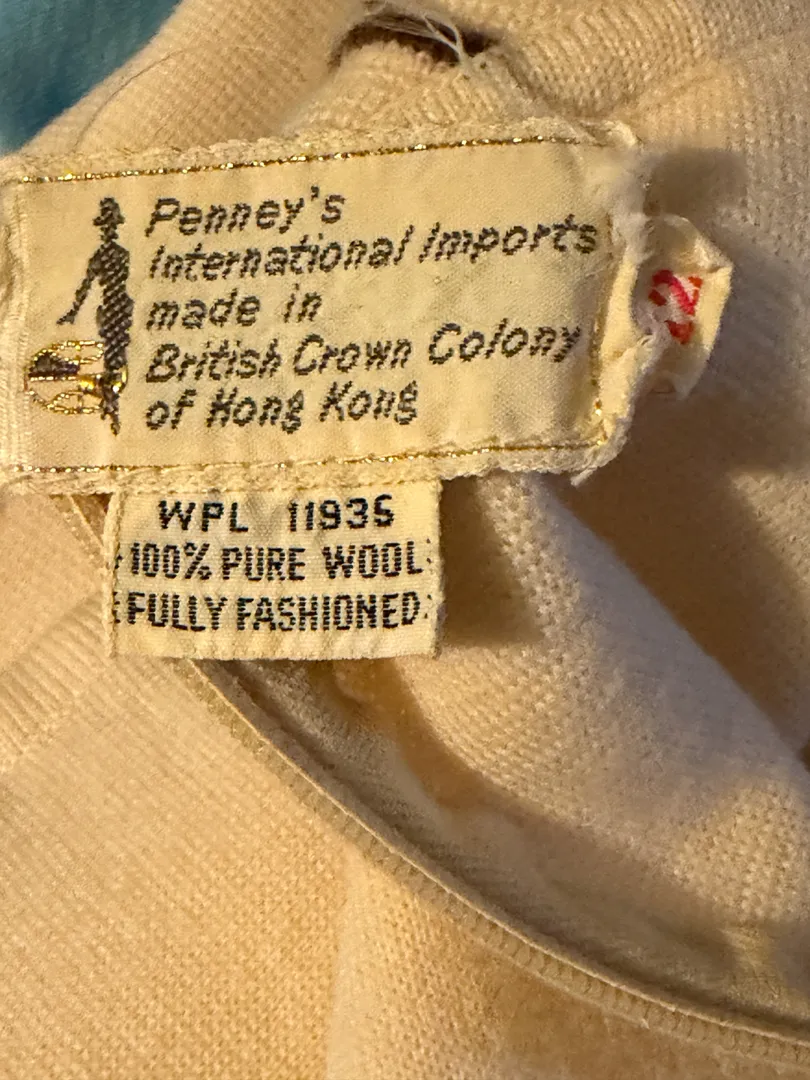 Penney's
International Imports
made in
British Crown Colony
of Hong Kong
WPL 11935
100% PURE WOOL
FULLY FASHIONED